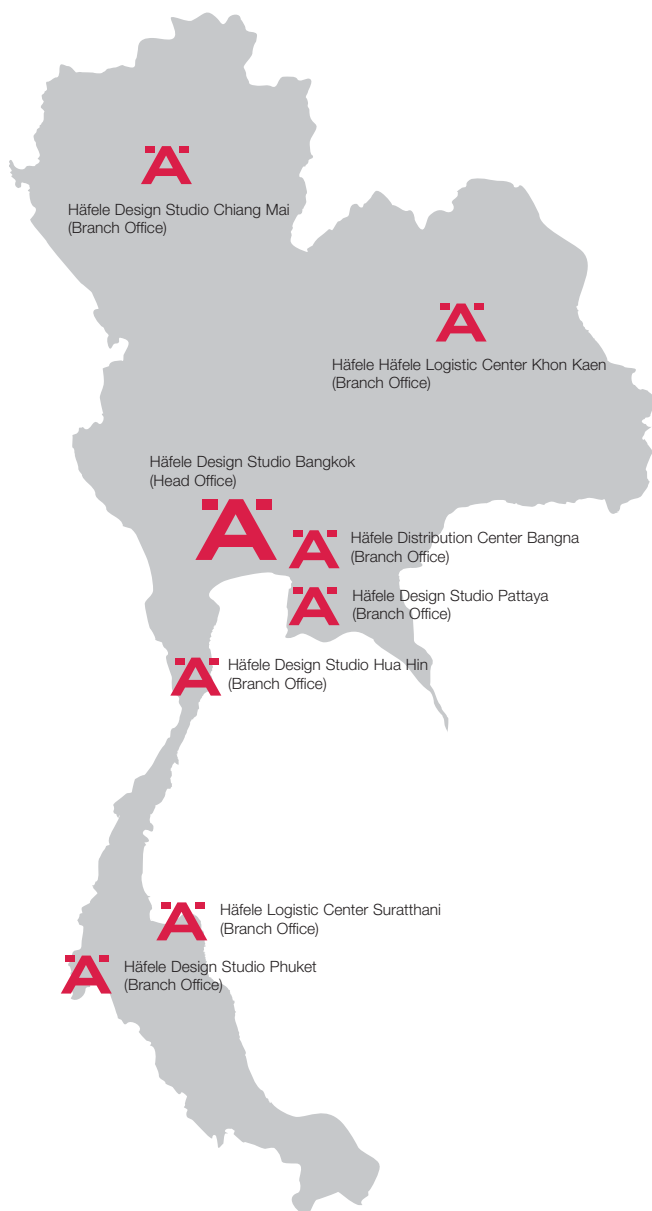 Häfele Design Studio Chiang Mai
(Branch Office)
Häfele Häfele Logistic Center Khon Kaen
(Branch Office)
Häfele Design Studio Bangkok
(Head Office)
Häfele Distribution Center Bangna
(Branch Office)
Häfele Design Studio Pattaya
(Branch Office)
Häfele Design Studio Hua Hin
(Branch Office)
Häfele Logistic Center Suratthani
(Branch Office)
Häfele Design Studio Phuket
(Branch Office)